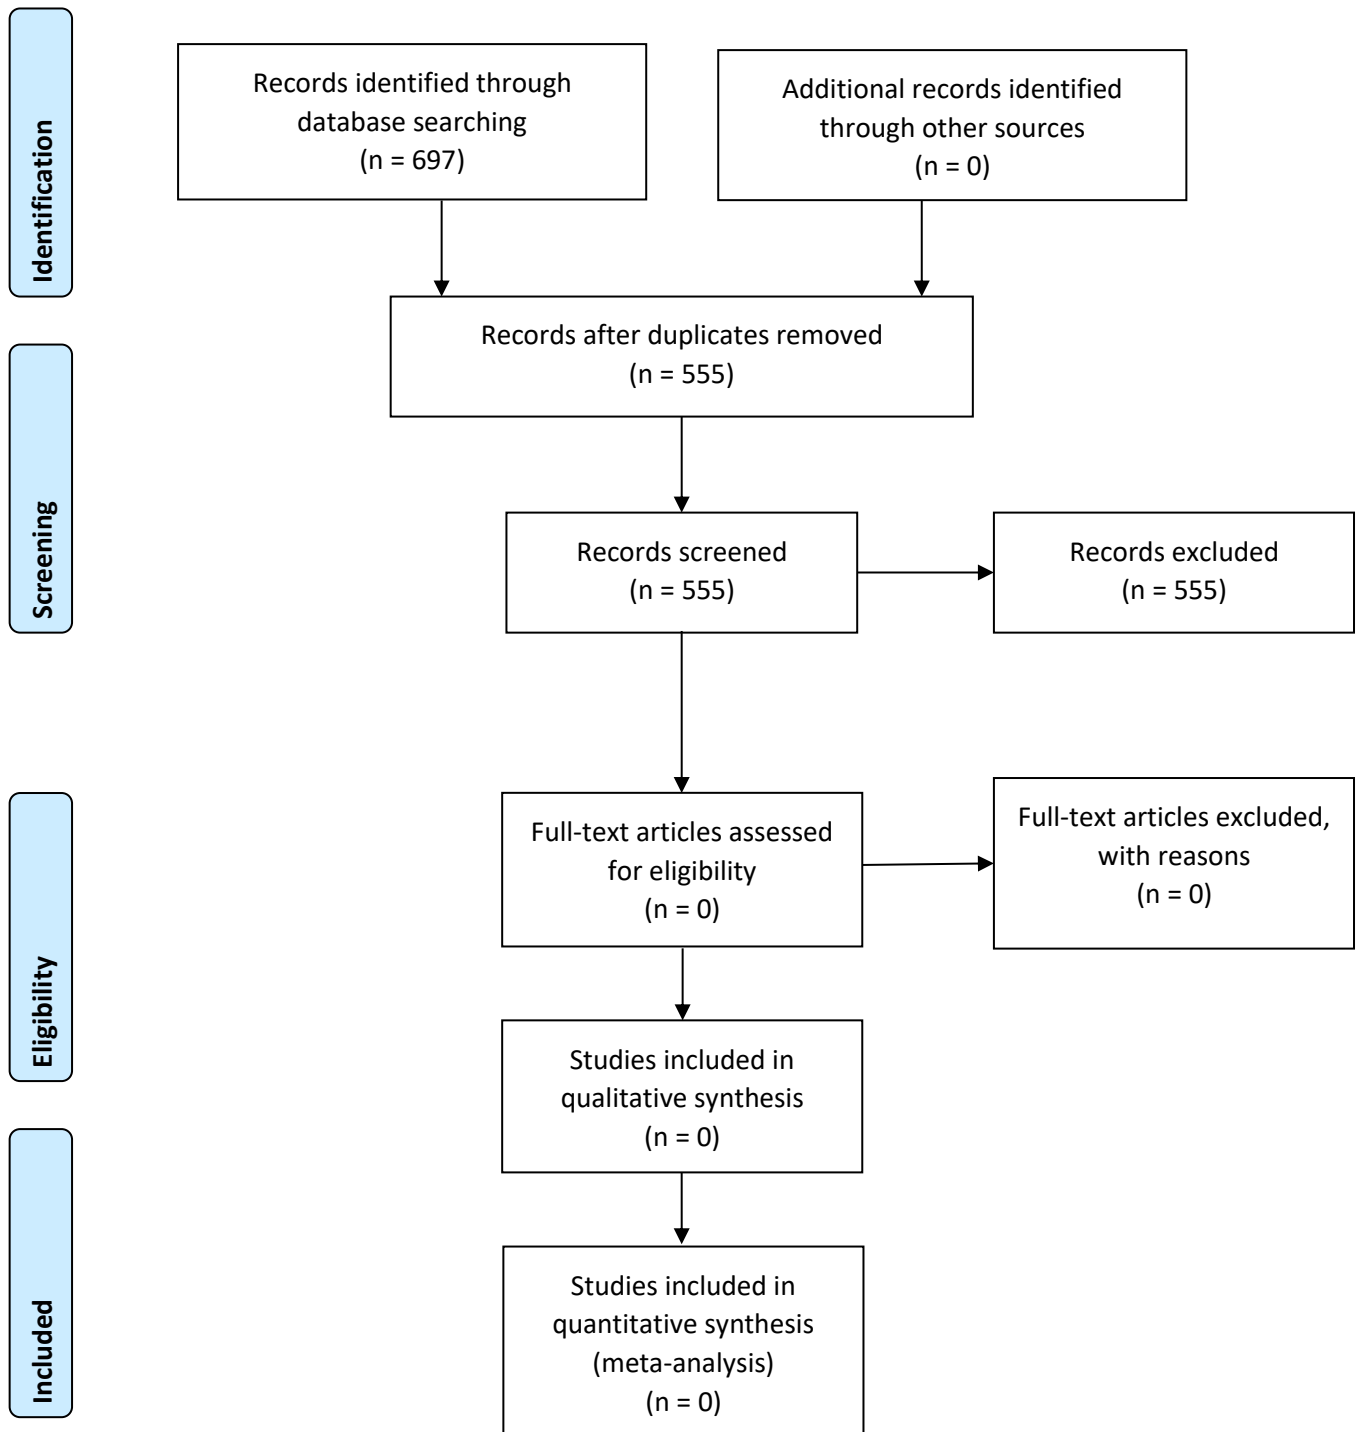 Identification
Records identified through
database searching
(n = 697)
Additional records identified
through other sources
(n = 0)
Records after duplicates removed
(n = 555)
Screening
Records screened
(n = 555)
Records excluded
(n = 555)
Eligibility
Full-text articles assessed
for eligibility
(n = 0)
Full-text articles excluded,
with reasons
(n = 0)
Studies included in
qualitative synthesis
(n = 0)
Included
Studies included in
quantitative synthesis
(meta-analysis)
(n = 0)